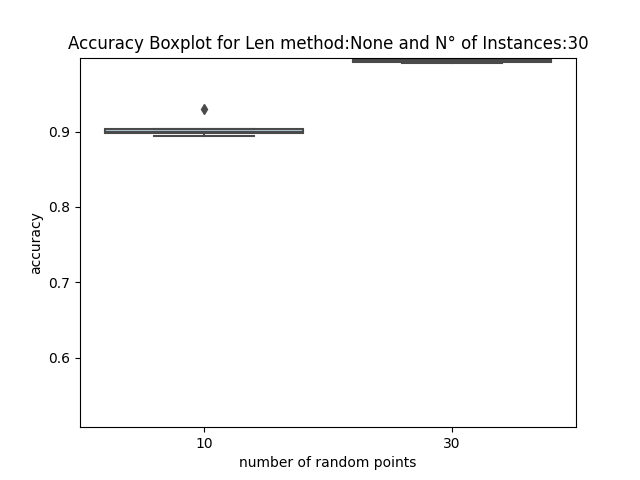 Accuracy Boxplot for Len method:None and N° of Instances:30
accuracy
0.9
0.8
0.7
0.6
10
30
number of random points